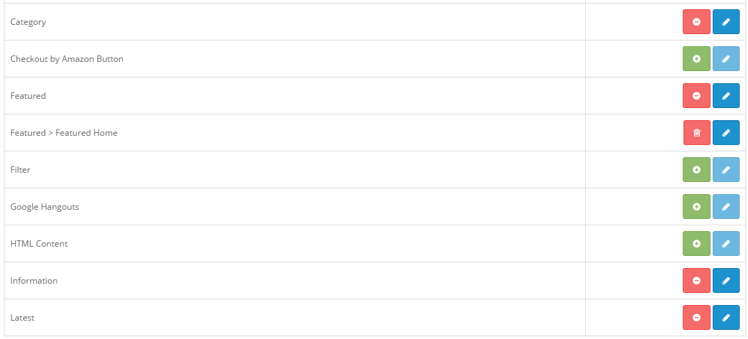 Category
Checkout by Amazon Button
Featured
Featured > Featured Home
Filter
Google Hangouts
HTML Content
Information
Latest